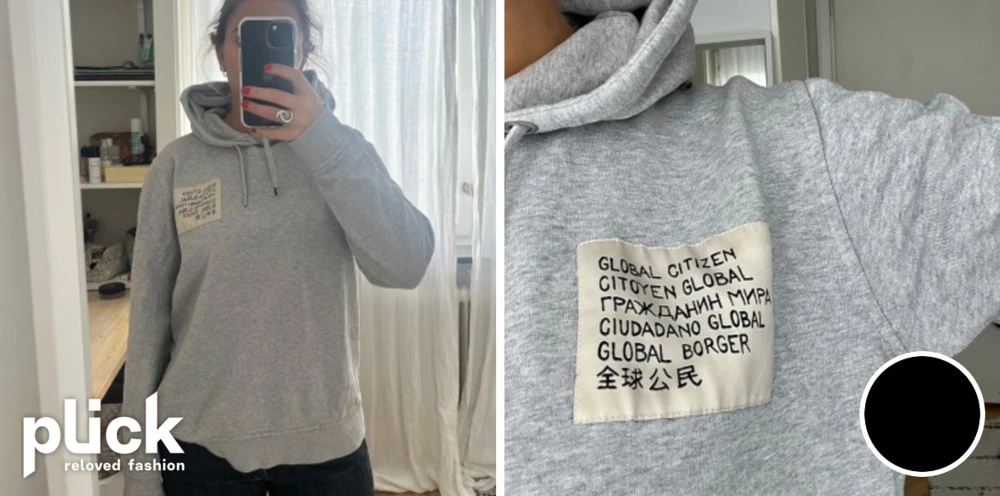 plick
reloved fashion
GLOBAL CITIZEN
CITOYEN GLOBAL
ГРАЖДАНИН МИРА
CIUDADANO GLOBAL
GLOBAL BORGER
全球公民